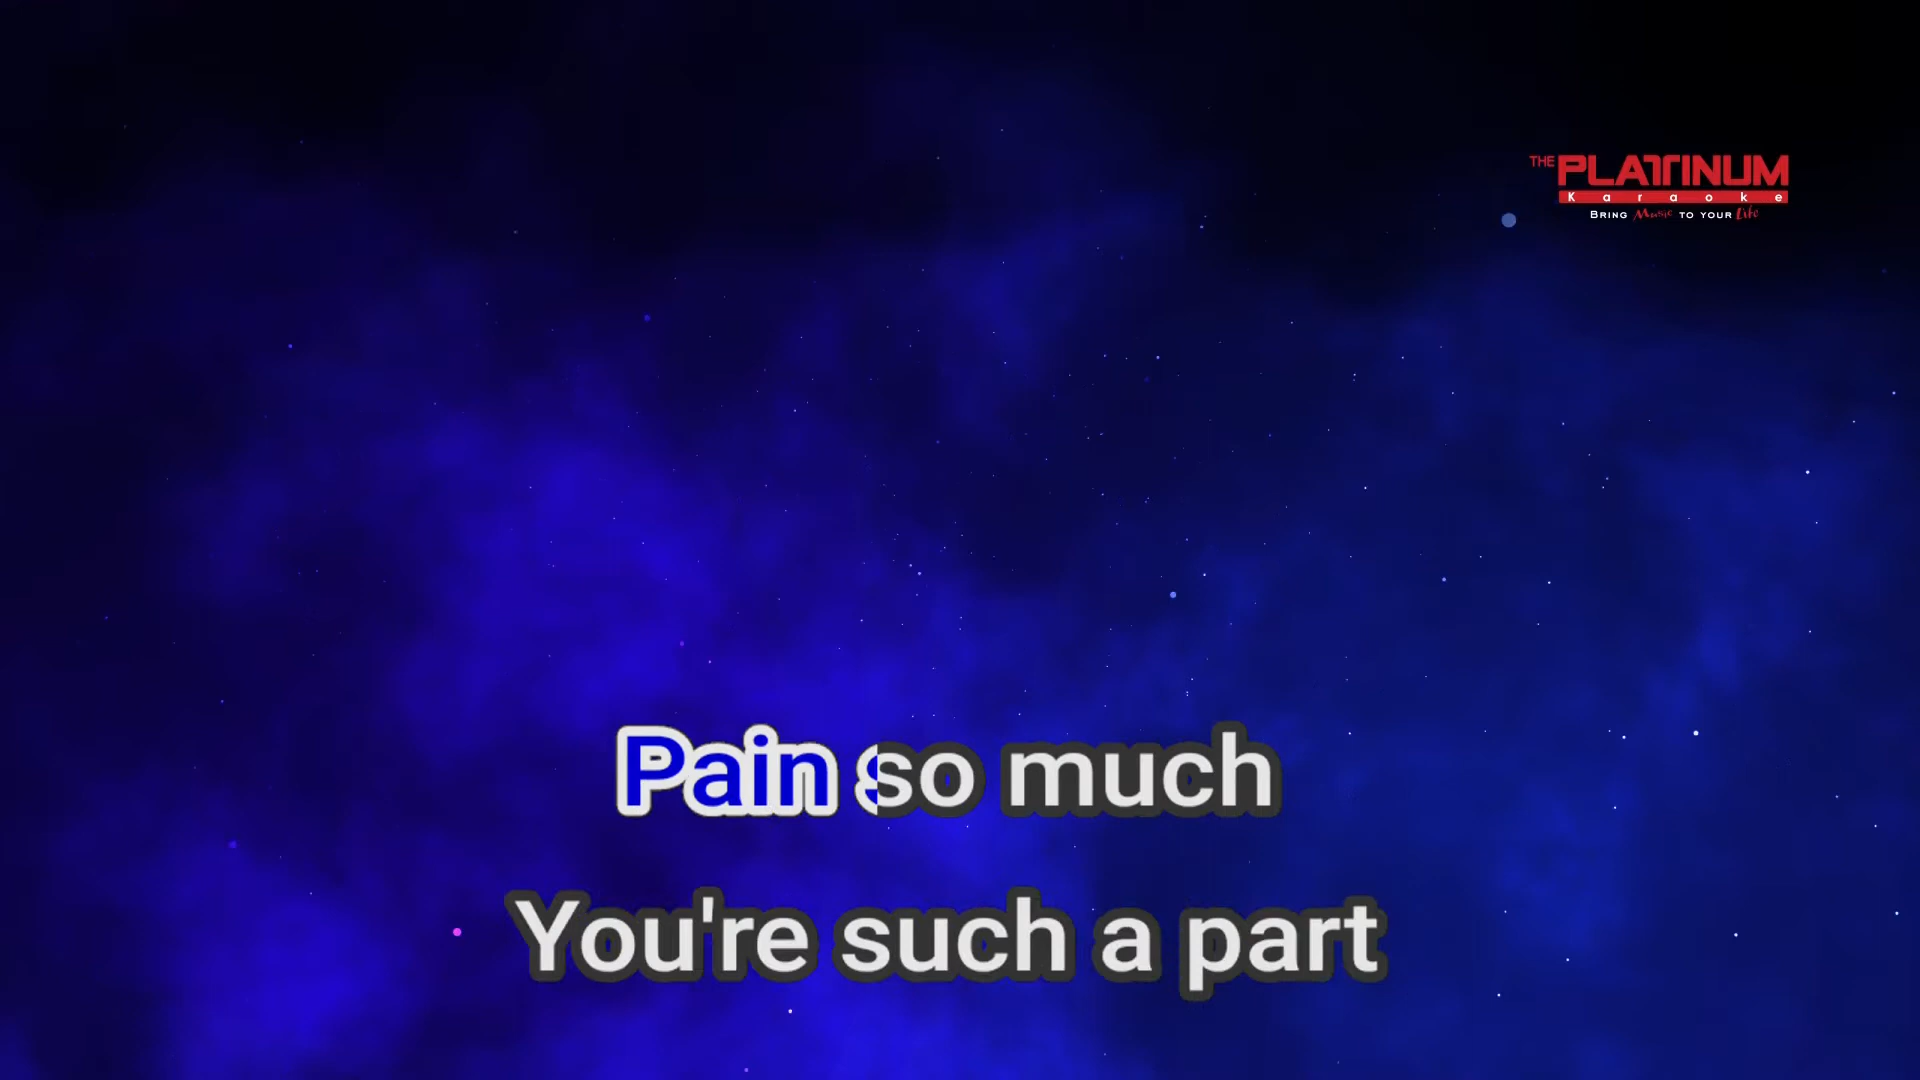 THE PLATINUM
Karaoke
BRING Music TO YOUR Life
Pain so much
You're such a part